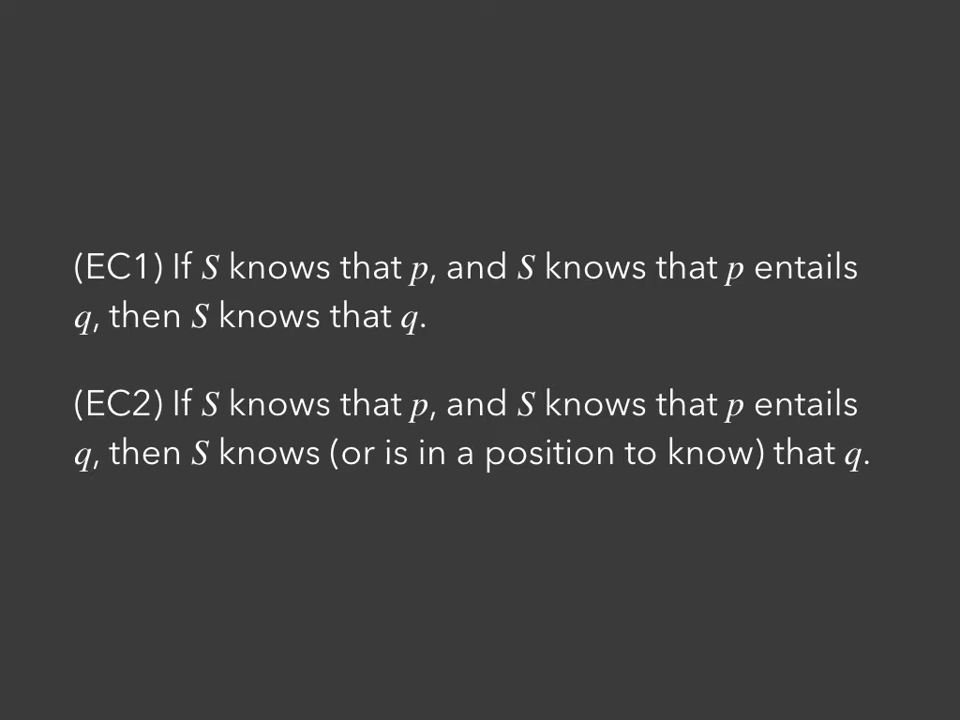 (EC1) If S knows that p, and S knows that p entails
q, then S knows that q.
(EC2) If S knows that p, and S knows that p entails
q, then S knows (or is in a position to know) that q.